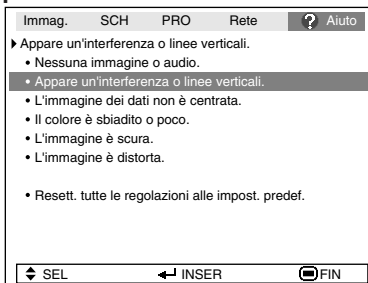 Immag. SCH PRO Rete ? Aiuto
Appare un'interferenza o linee verticali.
• Nessuna immagine o audio.
• Appare un'interferenza o linee verticali.
• L'immagine dei dati non è centrata.
• Il colore è sbiadito o poco.
• L'immagine è scura.
• L'immagine è distorta.
• Resett. tutte le regolazioni alle impost. predef.
SEL INSER FIN